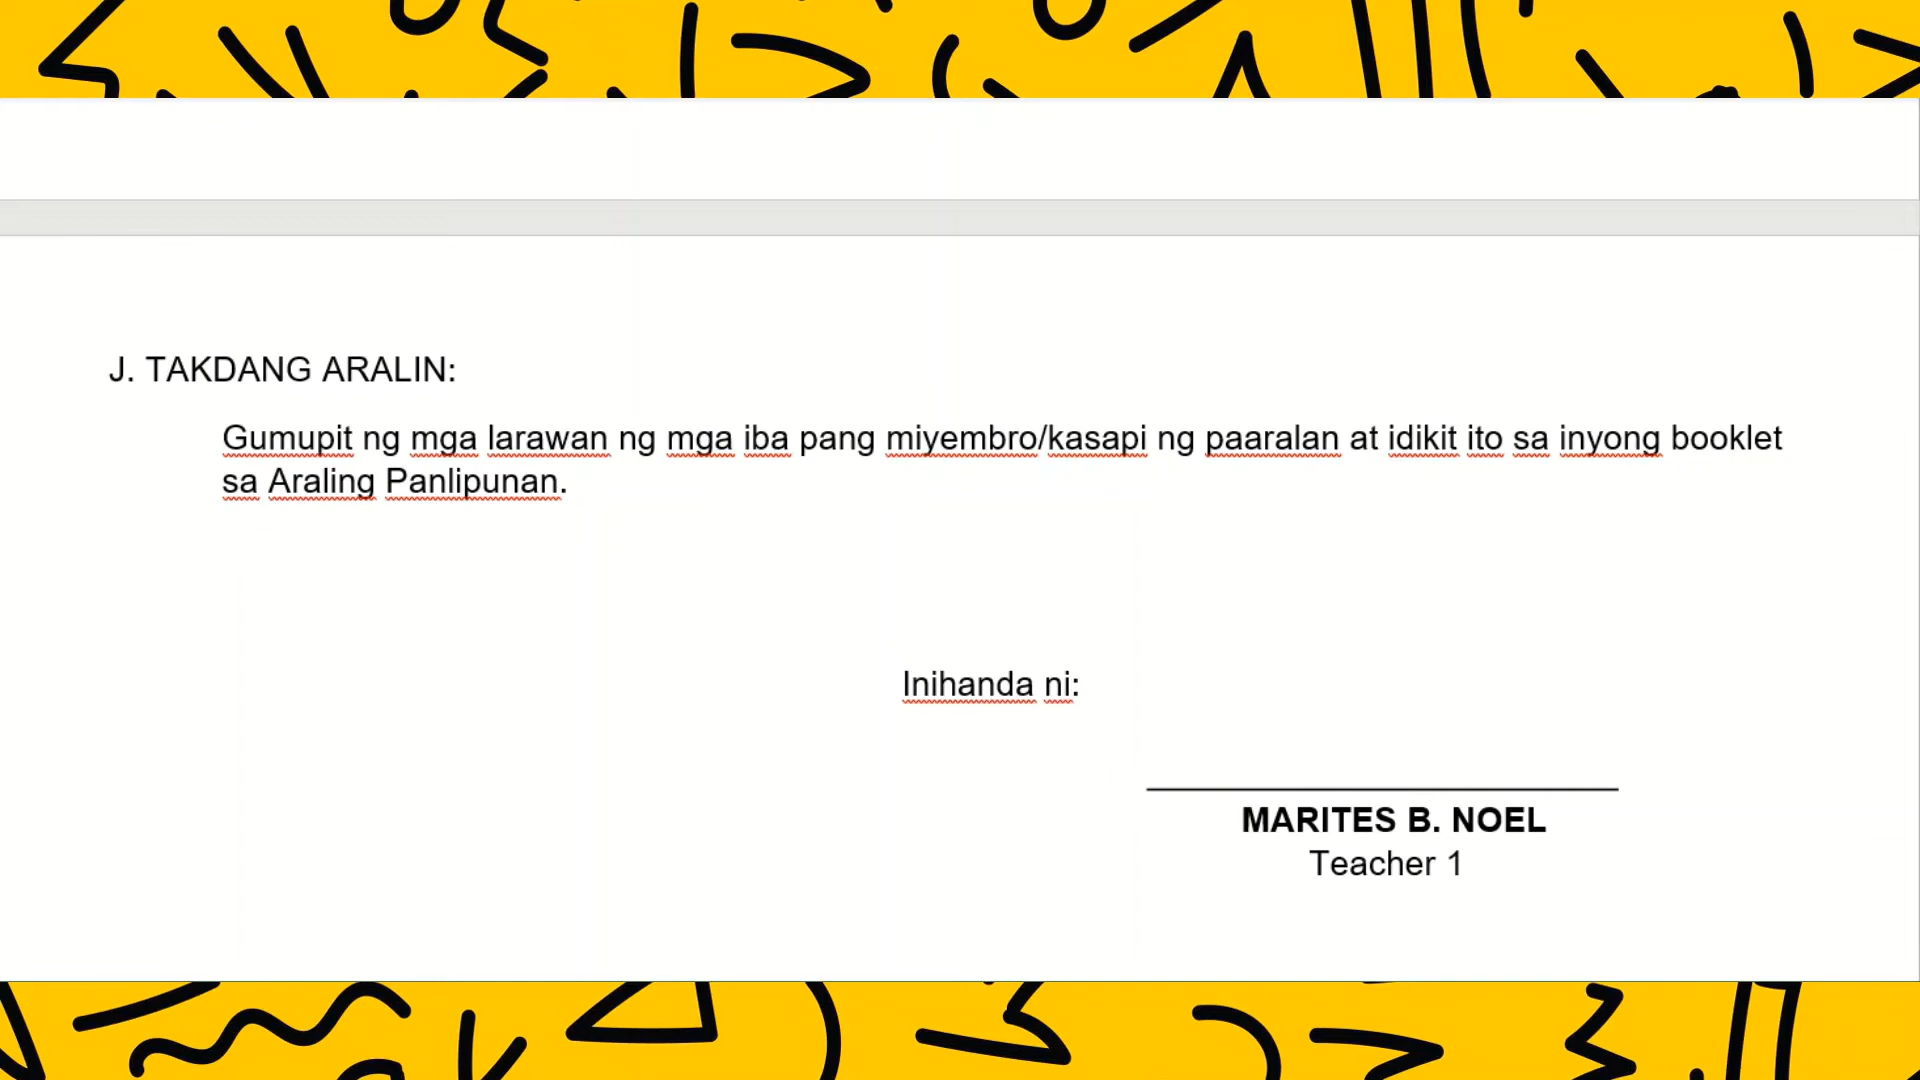 J. TAKDANG ARALIN:
Gumupit ng mga larawan ng mga iba pang miyembro/kasapi ng paaralan at idikit ito sa inyong booklet
sa Araling Panlipunan.
Inihanda ni:
MARITES B. NOEL
Teacher 1